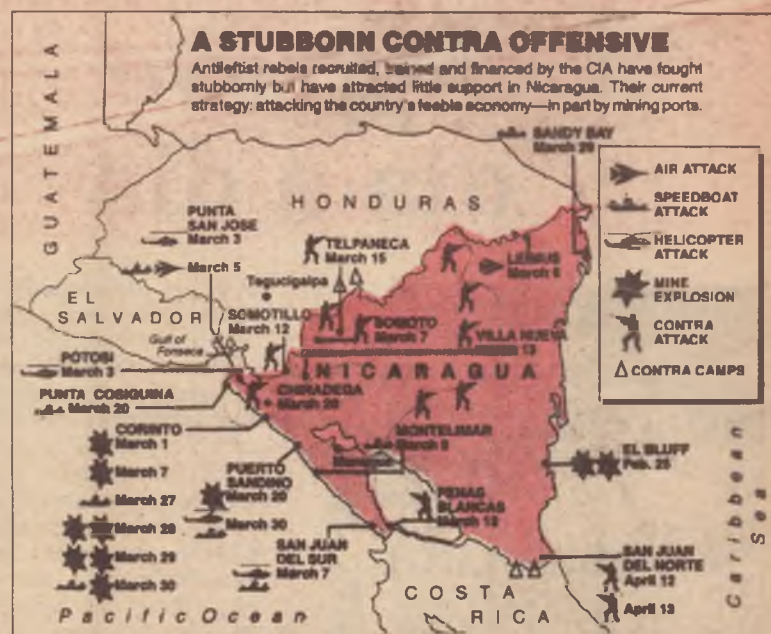 A STUBBORN CONTRA OFFENSIVE
Antileftist rebels recruited, trained and financed by the CIA have fought
stubbornly but have attracted little support in Nicaragua. Their current
strategy: attacking the country's feeble economy—in part by mining ports.
GUATEMALA
HONDURAS
SANDY BAY
March 29
AIR ATTACK
SPEEDBOAT
ATTACK
HELICOPTER
ATTACK
MINE
EXPLOSION
CONTRA
ATTACK
CONTRA CAMPS
PUNTA
SAN JOSE
March 3
March 5
TELPANECA
March 15
Tegucigalpa
LEIMUS
March
EL
SALVADOR
Gulf of
Fonseca
SOMOTILLO
March 12
SOMOTO
March 7
VILLA NUEVA
13
NICARAGUA
POTOSI
March 3
PUNTA COSIGUINA
March 20
March
CORINTO
March 1
March 7
March 27
March 28
March 29
March 30
PUERTO
SANDINO
March 20
March 30
MONTELIMAR
March
SAN JUAN
DEL SUR
March 7
PENAS
BLANCAS
March
EL BLUFF
Feb. 25
SAN JUAN
DEL NORTE
April 12
April 13
COSTA
RICA
Pacific Ocean
Caribbean
Sea